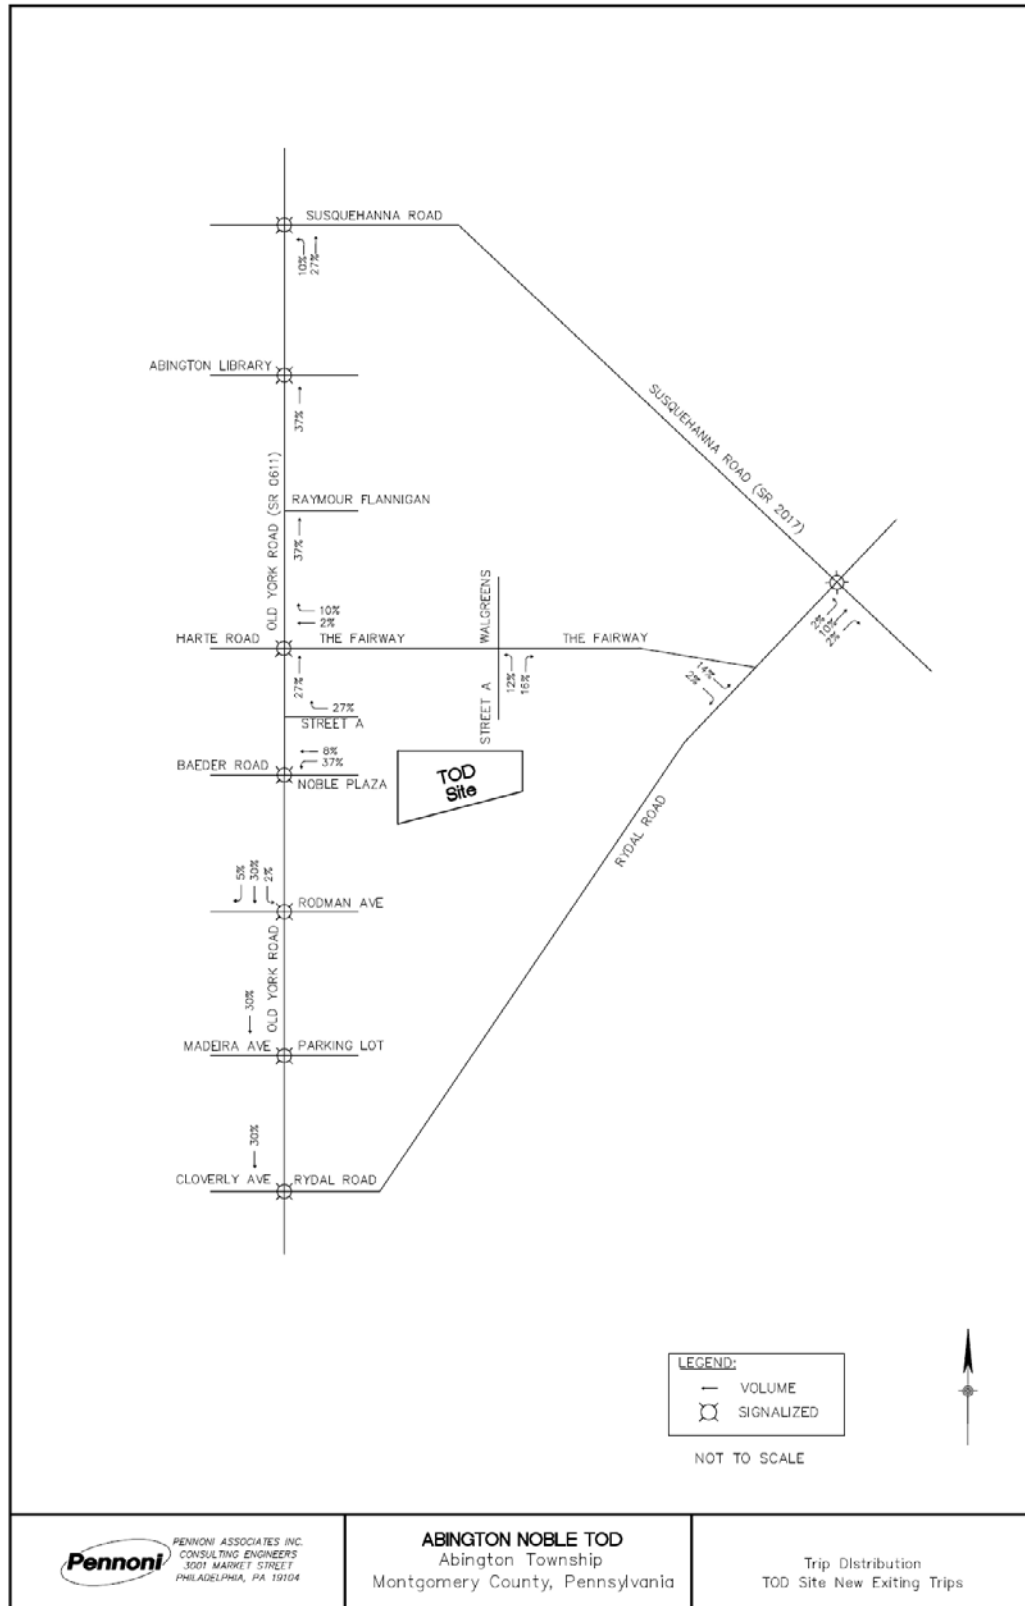 SUSQUEHANNA ROAD
10%
27%
ABINGTON LIBRARY
37%
SUSQUEHANNA ROAD (SR 2017)
OLD YORK ROAD (SR 0611)
RAYMOUR FLANNIGAN
37%
WALGREENS
10%
2%
HARTE ROAD
THE FAIRWAY
THE FAIRWAY
2%
10%
2%
27%
12%
16%
14%
2%
STREET A
27%
STREET A
8%
37%
BAEDER ROAD
NOBLE PLAZA
TOD
Site
RYDAL ROAD
5%
30%
2%
RODMAN AVE
OLD YORK ROAD
30%
MADEIRA AVE
PARKING LOT
30%
CLOVERLY AVE
RYDAL ROAD
LEGEND:
VOLUME
SIGNALIZED
NOT TO SCALE
Pennoni
PENNONI ASSOCIATES INC.
CONSULTING ENGINEERS
3001 MARKET STREET
PHILADELPHIA, PA 19104
ABINGTON NOBLE TOD
Abington Township
Montgomery County, Pennsylvania
Trip Distribution
TOD Site New Exiting Trips